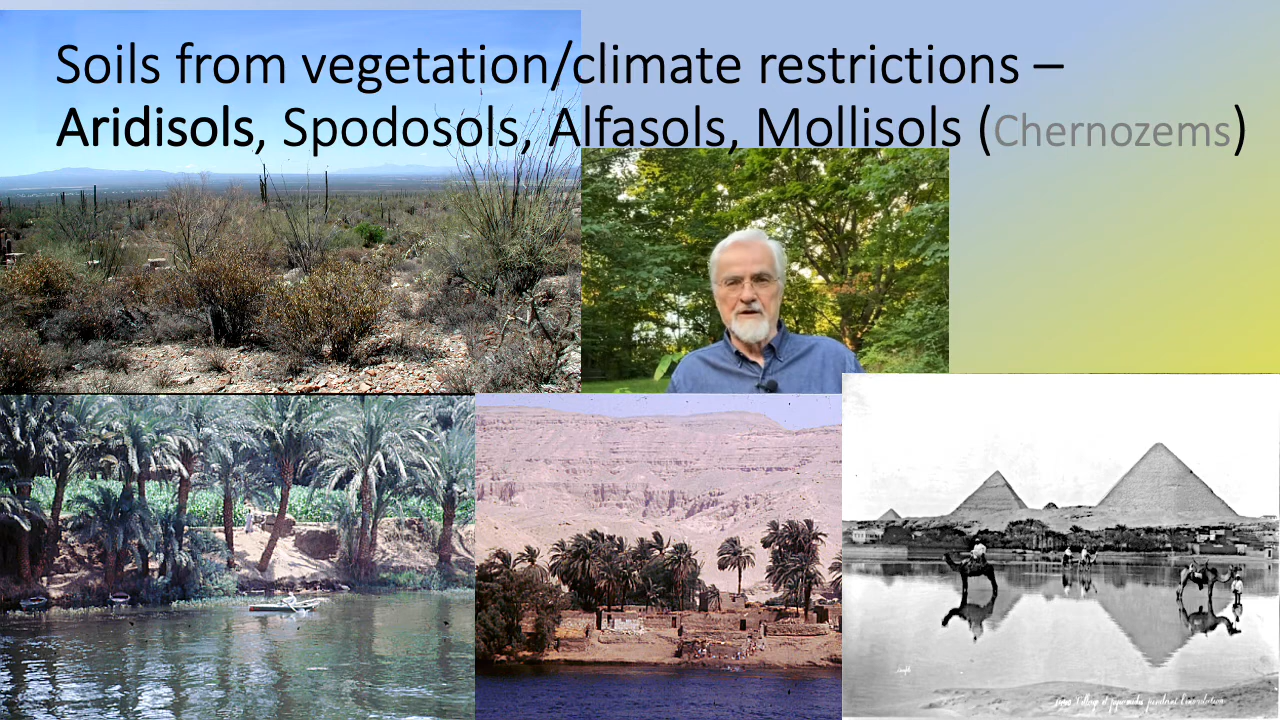 Soils from vegetation/climate restrictions –
Aridisols, Spodosols, Alfasols, Mollisols (Chernozems)